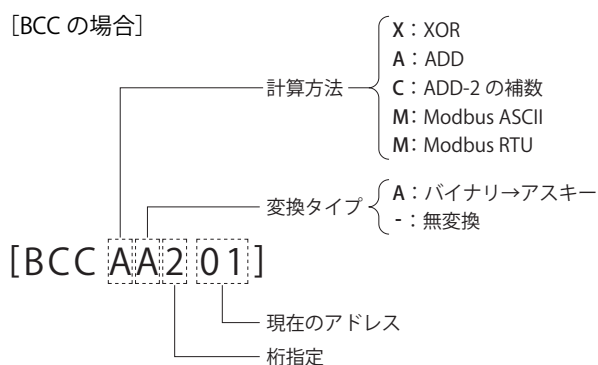 [BCC の場合]
X：XOR
A：ADD
計算方法
C：ADD-2 の補数
M：Modbus ASCII
M：Modbus RTU
変換タイプ
A：バイナリ→アスキー
-：無変換
[BCC A A 2 01]
現在のアドレス
桁指定